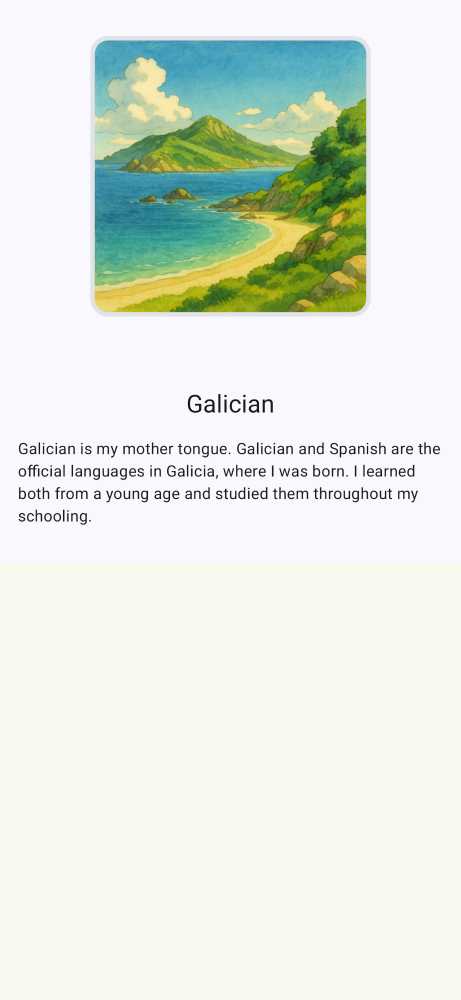 Galician
Galician is my mother tongue. Galician and Spanish are the
official languages in Galicia, where I was born. I learned
both from a young age and studied them throughout my
schooling.